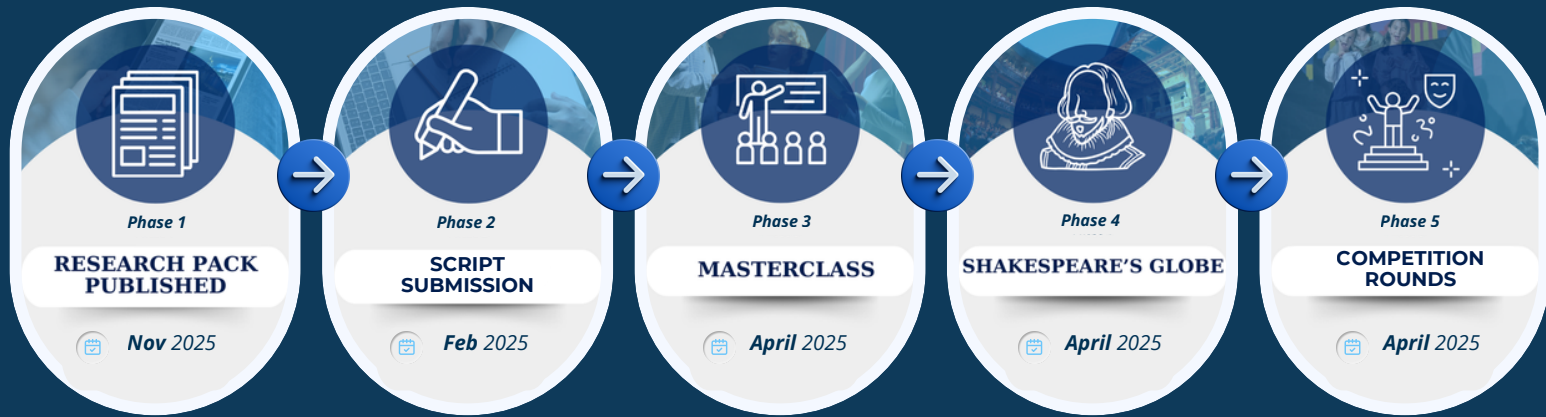 Phase 1
RESEARCH PACK
PUBLISHED
Nov 2025
Phase 2
SCRIPT
SUBMISSION
Feb 2025
Phase 3
MASTERCLASS
April 2025
Phase 4
SHAKESPEARE'S GLOBE
April 2025
Phase 5
COMPETITION
ROUNDS
April 2025